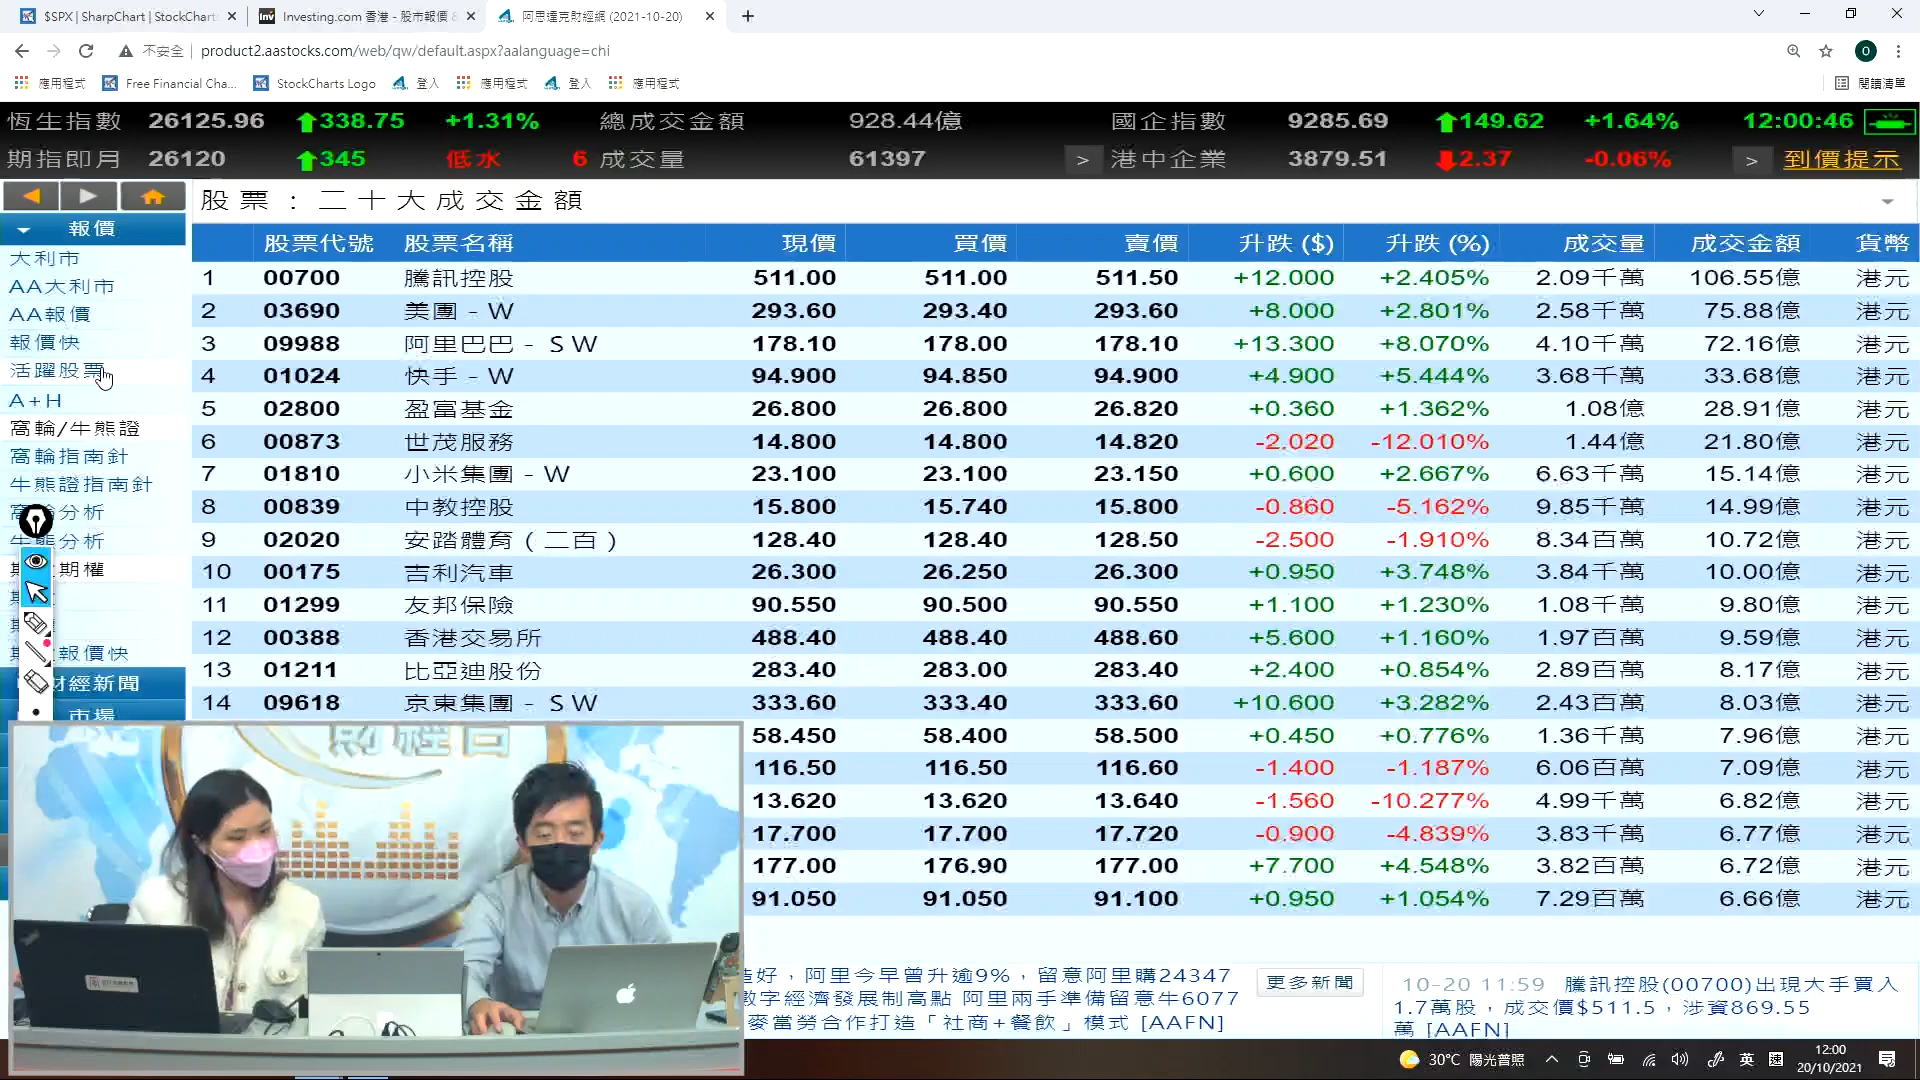 $SPX | SharpChart | StockChart
Investing.com 香港 - 股市報價 &
阿思達克財經網 (2021-10-20)
不安全 product2.aastocks.com/web/qw/default.aspx?aalanguage=chi
應用程式 Free Financial Cha... StockCharts Logo 登入 應用程式 登入 應用程式 閱讀清單
恆生指數 26125.96 338.75 +1.31% 總成交金額 928.44億 國企指數 9285.69 149.62 +1.64% 12:00:46
期指即月 26120 345 低水 6 成交量 61397 > 港中企業 3879.51 2.37 -0.06% > 到價提示
股票 : 二十大成交金額
報價
大利市
AA大利市
AA報價
報價快
活躍股票
A+H
窩輪/牛熊證
窩輪指南針
牛熊證指南針
分析
牛熊分析
期權
報價快
財經新聞
市場
股票代號 股票名稱 現價 買價 賣價 升跌 ($) 升跌 (%) 成交量 成交金額 貨幣
1 00700 騰訊控股 511.00 511.00 511.50 +12.000 +2.405% 2.09千萬 106.55億 港元
2 03690 美團 - W 293.60 293.40 293.60 +8.000 +2.801% 2.58千萬 75.88億 港元
3 09988 阿里巴巴 - SW 178.10 178.00 178.10 +13.300 +8.070% 4.10千萬 72.16億 港元
4 01024 快手 - W 94.900 94.850 94.900 +4.900 +5.444% 3.68千萬 33.68億 港元
5 02800 盈富基金 26.800 26.800 26.820 +0.360 +1.362% 1.08億 28.91億 港元
6 00873 世茂服務 14.800 14.800 14.820 -2.020 -12.010% 1.44億 21.80億 港元
7 01810 小米集團 - W 23.100 23.100 23.150 +0.600 +2.667% 6.63千萬 15.14億 港元
8 00839 中教控股 15.800 15.740 15.800 -0.860 -5.162% 9.85千萬 14.99億 港元
9 02020 安踏體育（二百） 128.40 128.40 128.50 -2.500 -1.910% 8.34百萬 10.72億 港元
10 00175 吉利汽車 26.300 26.250 26.300 +0.950 +3.748% 3.84千萬 10.00億 港元
11 01299 友邦保險 90.550 90.500 90.550 +1.100 +1.230% 1.08千萬 9.80億 港元
12 00388 香港交易所 488.40 488.40 488.60 +5.600 +1.160% 1.97百萬 9.59億 港元
13 01211 比亞迪股份 283.40 283.00 283.40 +2.400 +0.854% 2.89百萬 8.17億 港元
14 09618 京東集團 - SW 333.60 333.40 333.60 +10.600 +3.282% 2.43百萬 8.03億 港元
58.450 58.400 58.500 +0.450 +0.776% 1.36千萬 7.96億 港元
116.50 116.50 116.60 -1.400 -1.187% 6.06百萬 7.09億 港元
13.620 13.620 13.640 -1.560 -10.277% 4.99千萬 6.82億 港元
17.700 17.700 17.720 -0.900 -4.839% 3.83千萬 6.77億 港元
177.00 176.90 177.00 +7.700 +4.548% 3.82百萬 6.72億 港元
91.050 91.050 91.100 +0.950 +1.054% 7.29百萬 6.66億 港元
財經台
造好，阿里今早曾升逾9%，留意阿里購24347
數字經濟發展制高點 阿里兩手準備留意牛6077
麥當勞合作打造「社商+餐飲」模式 [AAFN]
更多新聞
10-20 11:59 騰訊控股(00700)出現大手買入
1.7萬股，成交價$511.5，涉資869.55
萬 [AAFN]
30°C 陽光普照 英 12:00
20/10/2021